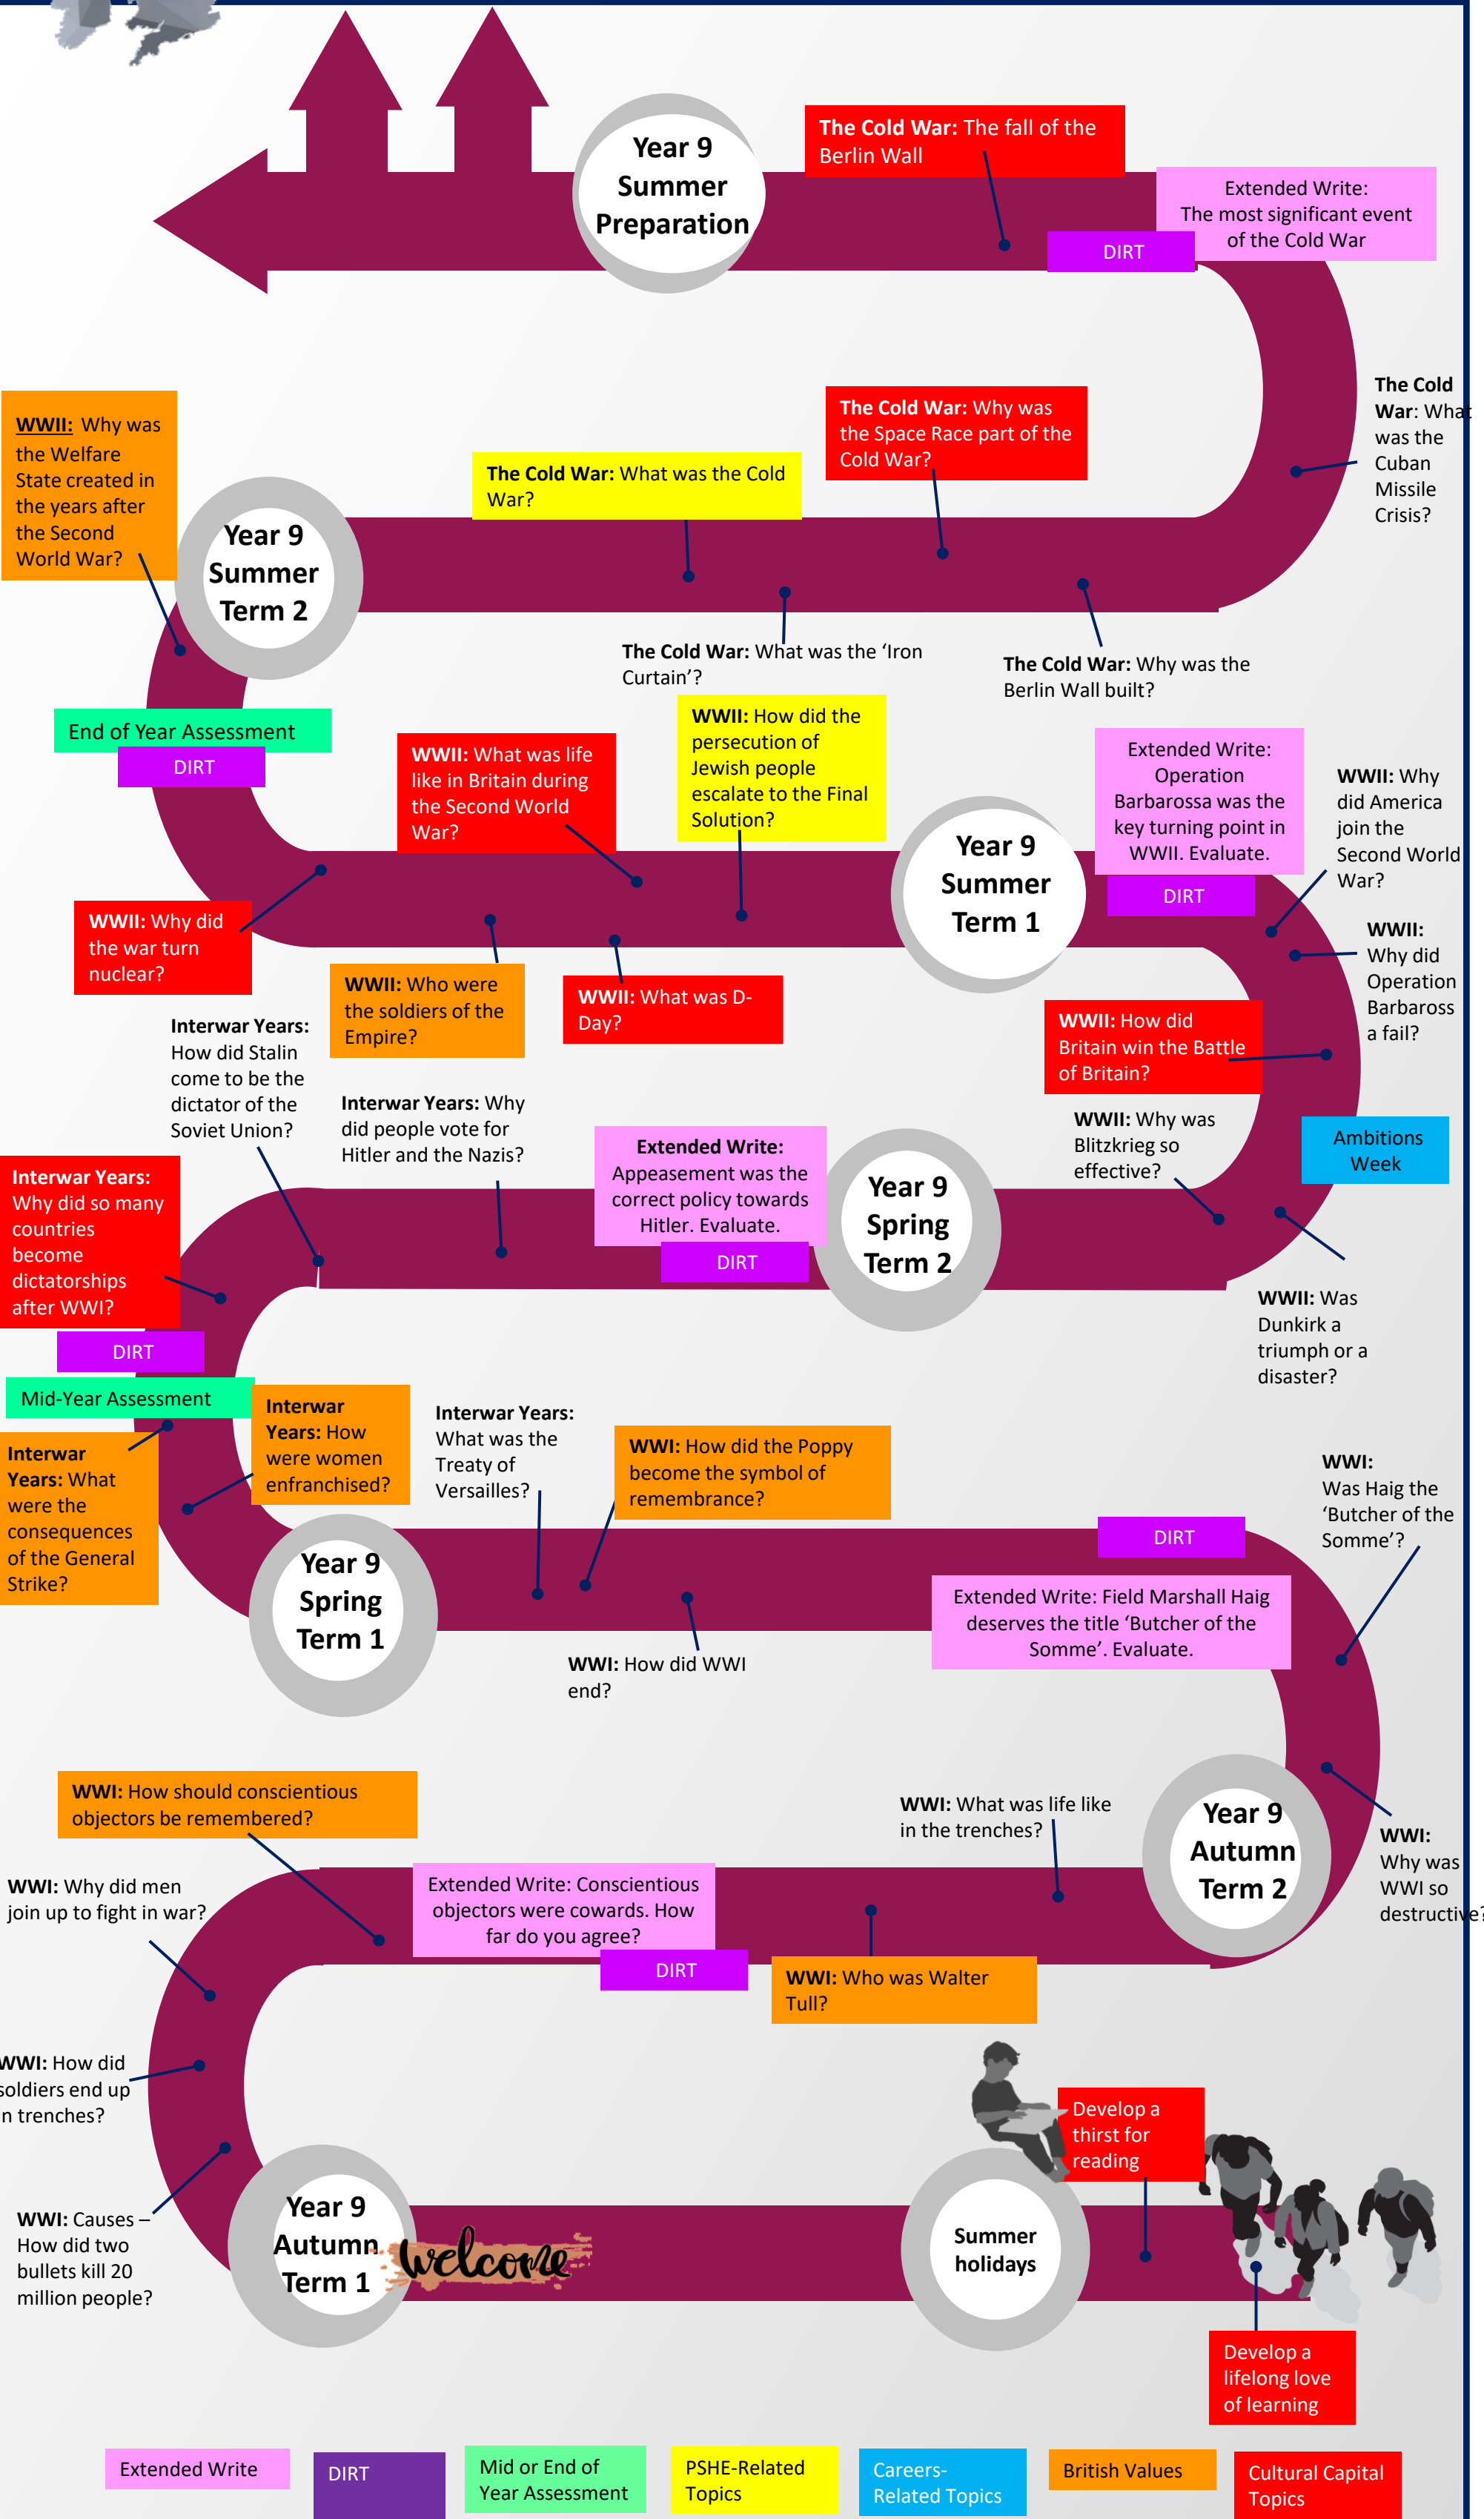 Year 9
Summer
Preparation
The Cold War: The fall of the
Berlin Wall
Extended Write:
The most significant event
of the Cold War
DIRT
The Cold
War: What
was the
Cuban
Missile
Crisis?
The Cold War: Why was
the Space Race part of the
Cold War?
The Cold War: What was the Cold
War?
WWII: Why was
the Welfare
State created in
the years after
the Second
World War?
Year 9
Summer
Term 2
The Cold War: What was the ‘Iron
Curtain’?
The Cold War: Why was the
Berlin Wall built?
End of Year Assessment
DIRT
WWII: What was life
like in Britain during
the Second World
War?
WWII: How did the
persecution of
Jewish people
escalate to the Final
Solution?
Year 9
Summer
Term 1
Extended Write:
Operation
Barbarossa was the
key turning point in
WWII. Evaluate.
DIRT
WWII: Why
did America
join the
Second World
War?
WWII:
Why did
Operation
Barbaross
a fail?
WWII: Why did
the war turn
nuclear?
WWII: Who were
the soldiers of the
Empire?
WWII: What was D-
Day?
WWII: How did
Britain win the Battle
of Britain?
Interwar Years:
How did Stalin
come to be the
dictator of the
Soviet Union?
Interwar Years: Why
did people vote for
Hitler and the Nazis?
Extended Write:
Appeasement was the
correct policy towards
Hitler. Evaluate.
DIRT
Year 9
Spring
Term 2
WWII: Why was
Blitzkrieg so
effective?
Ambitions
Week
WWII: Was
Dunkirk a
triumph or a
disaster?
Interwar Years:
Why did so many
countries
become
dictatorships
after WWI?
DIRT
Mid-Year Assessment
Interwar
Years: What
were the
consequences
of the General
Strike?
Interwar
Years: How
were women
enfranchised?
Interwar Years:
What was the
Treaty of
Versailles?
WWI: How did the Poppy
become the symbol of
remembrance?
Year 9
Spring
Term 1
WWI: How did WWI
end?
DIRT
Extended Write: Field Marshall Haig
deserves the title ‘Butcher of the
Somme’. Evaluate.
WWI:
Was Haig the
‘Butcher of the
Somme’?
WWI: How should conscientious
objectors be remembered?
WWI: What was life like
in the trenches?
Year 9
Autumn
Term 2
WWI:
Why was
WWI so
destructive?
WWI: Why did men
join up to fight in war?
Extended Write: Conscientious
objectors were cowards. How
far do you agree?
DIRT
WWI: Who was Walter
Tull?
WWI: How did
soldiers end up
in trenches?
WWI: Causes –
How did two
bullets kill 20
million people?
Year 9
Autumn
Term 1
welcome
Summer
holidays
Develop a
thirst for
reading
Develop a
lifelong love
of learning
Extended Write
DIRT
Mid or End of
Year Assessment
PSHE-Related
Topics
Careers-
Related Topics
British Values
Cultural Capital
Topics